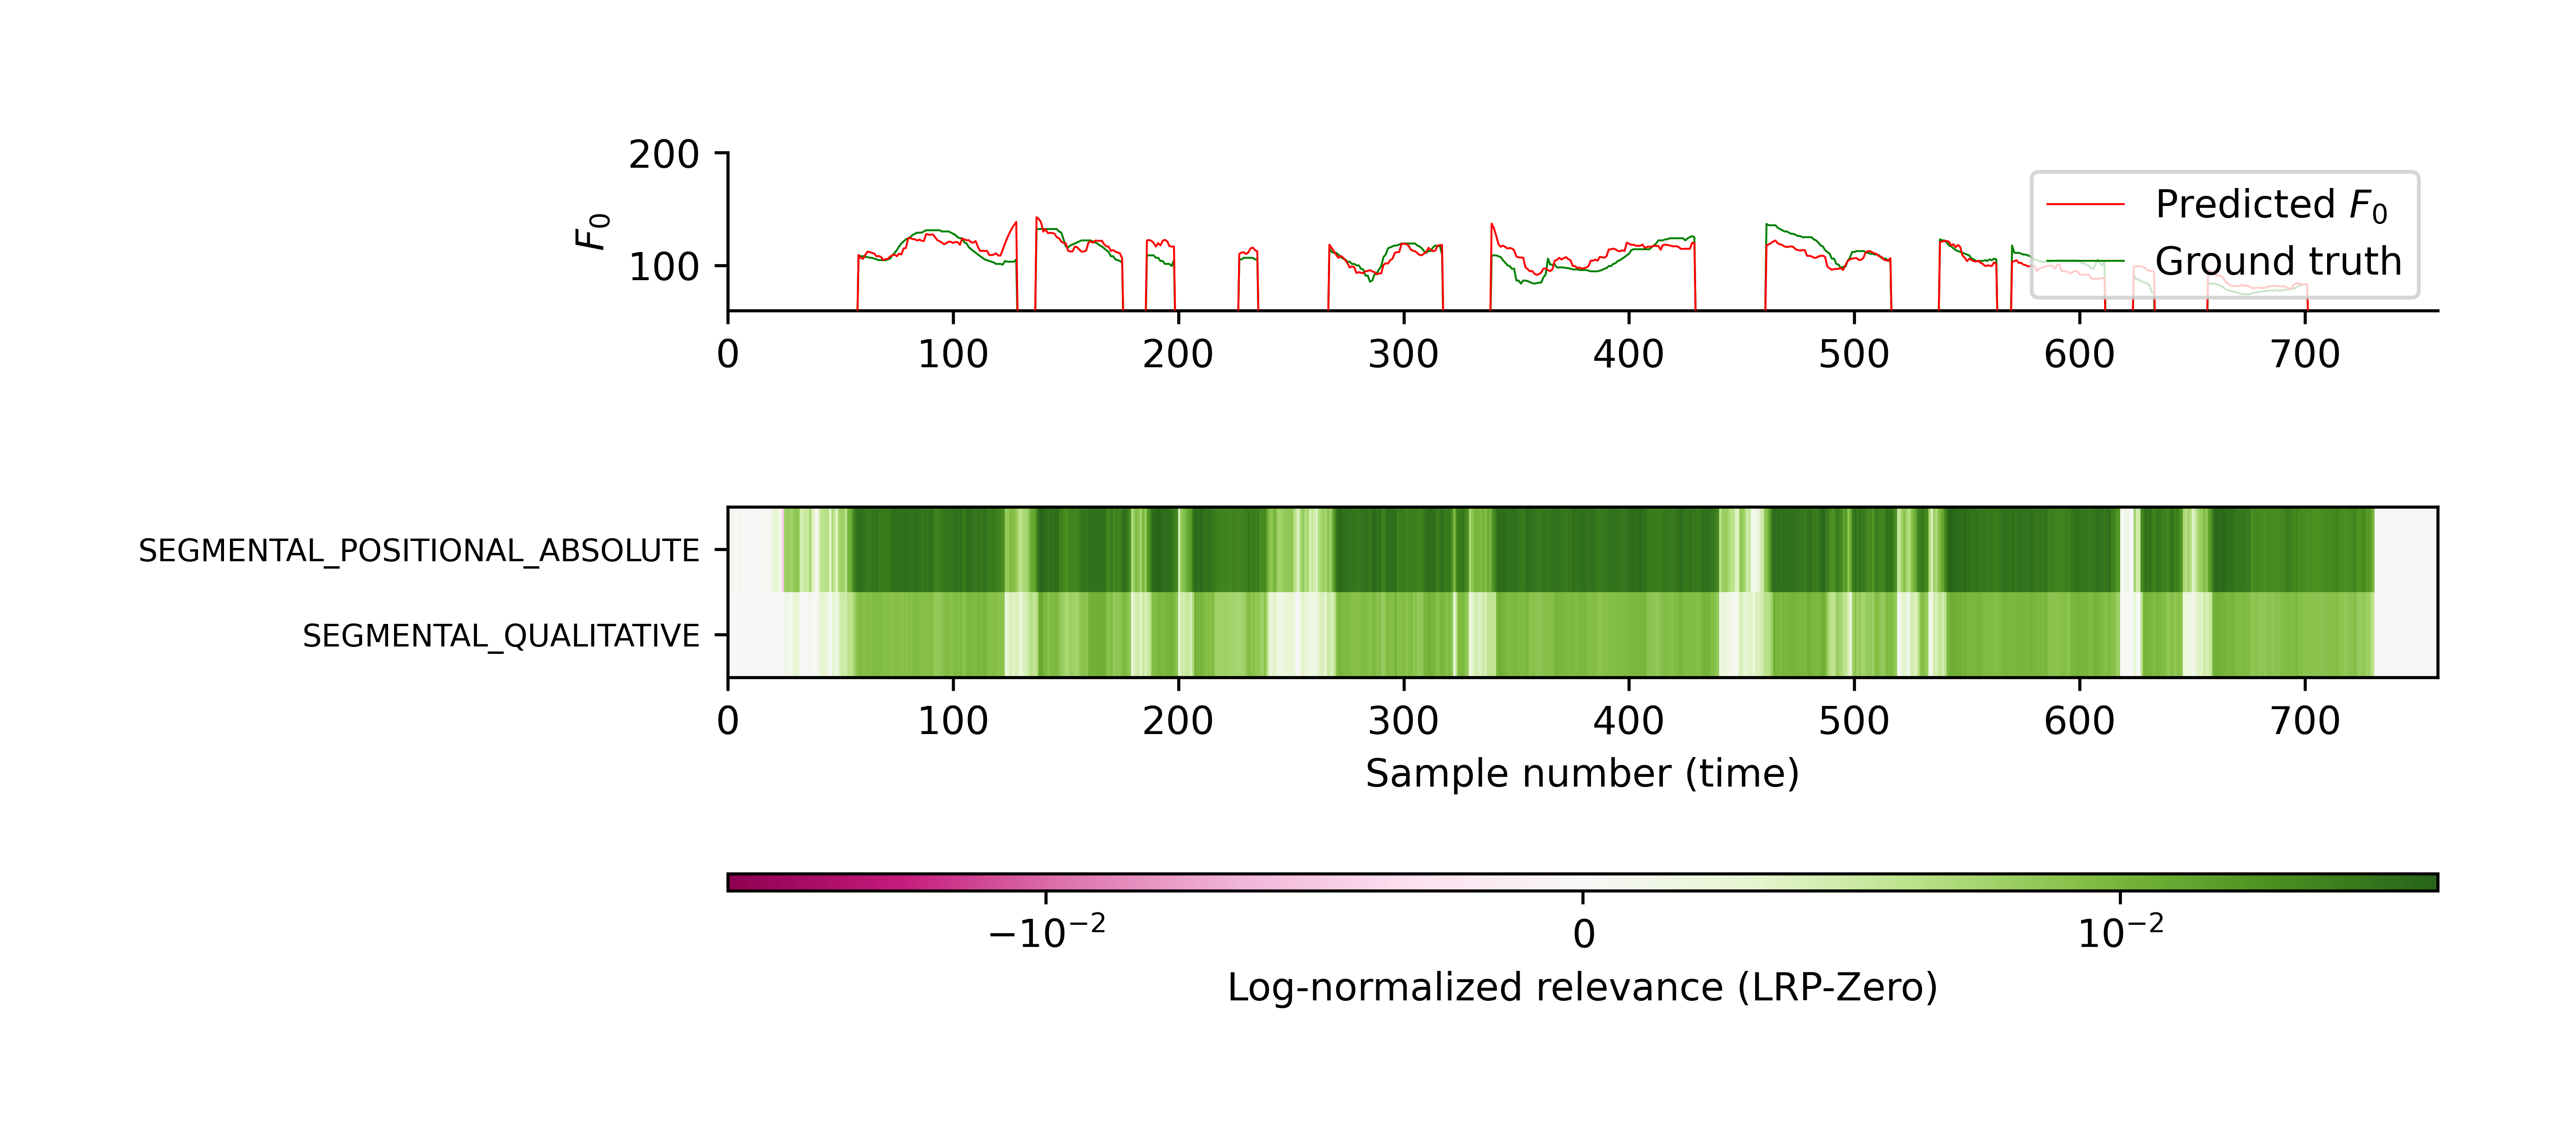 200
100
F₀
Predicted F₀
Ground truth
0 100 200 300 400 500 600 700
SEGMENTAL_POSITIONAL_ABSOLUTE
SEGMENTAL_QUALITATIVE
0 100 200 300 400 500 600 700
Sample number (time)
−10⁻² 0 10⁻²
Log-normalized relevance (LRP-Zero)